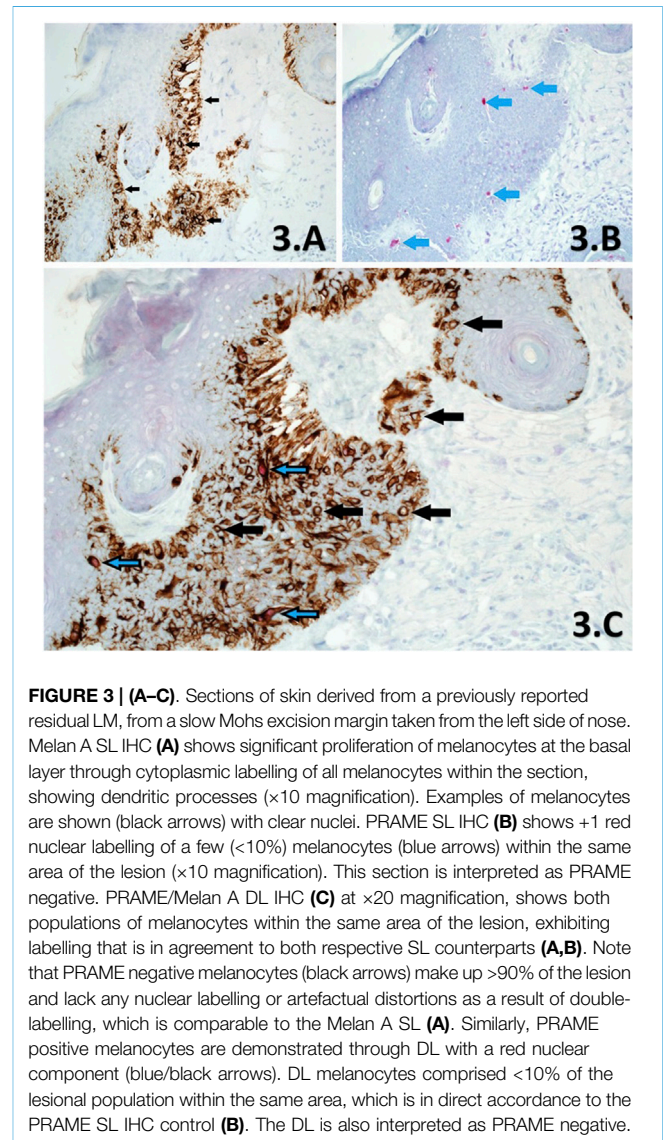 3.A
3.B
3.C
FIGURE 3 | (A–C). Sections of skin derived from a previously reported
residual LM, from a slow Mohs excision margin taken from the left side of nose.
Melan A SL IHC (A) shows significant proliferation of melanocytes at the basal
layer through cytoplasmic labelling of all melanocytes within the section,
showing dendritic processes (×10 magnification). Examples of melanocytes
are shown (black arrows) with clear nuclei. PRAME SL IHC (B) shows +1 red
nuclear labelling of a few (<10%) melanocytes (blue arrows) within the same
area of the lesion (×10 magnification). This section is interpreted as PRAME
negative. PRAME/Melan A DL IHC (C) at ×20 magnification, shows both
populations of melanocytes within the same area of the lesion, exhibiting
labelling that is in agreement to both respective SL counterparts (A,B). Note
that PRAME negative melanocytes (black arrows) make up >90% of the lesion
and lack any nuclear labelling or artefactual distortions as a result of double-
labelling, which is comparable to the Melan A SL (A). Similarly, PRAME
positive melanocytes are demonstrated through DL with a red nuclear
component (blue/black arrows). DL melanocytes comprised <10% of the
lesional population within the same area, which is in direct accordance to the
PRAME SL IHC control (B). The DL is also interpreted as PRAME negative.